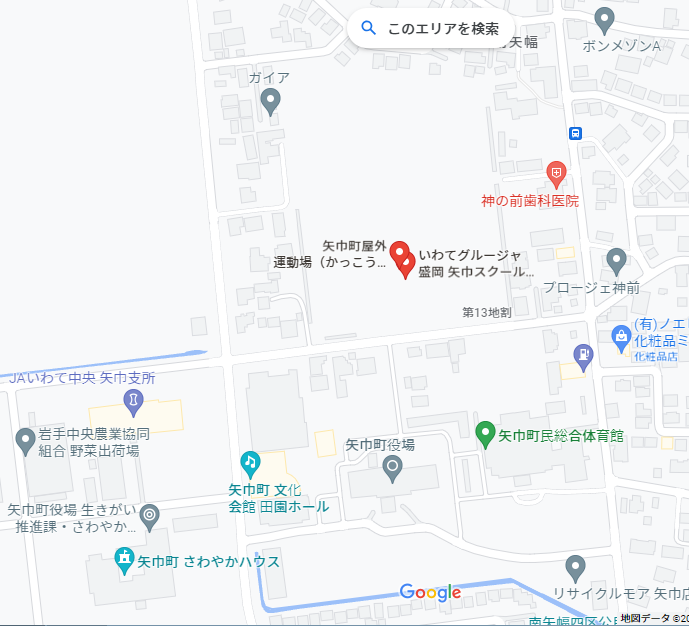 このエリアを検索
矢幅
ボンメゾンA
ガイア
神の前歯科医院
矢巾町屋外
運動場（かっこう...
いわてグルージャ
盛岡 矢巾スクール...
ブロージェ神前
第13地割
(有)ノエビ
化粧品ミ
化粧品店
JAいわて中央 矢巾支所
岩手中央農業協同
組合 野菜出荷場
矢巾町役場
矢巾町民総合体育館
矢巾町 文化
会館 田園ホール
矢巾町役場 生きがい
推進課・さわやか...
矢巾町 さわやかハウス
Google
リサイクルモア 矢巾店
南矢幅四区公
地図データ ©20